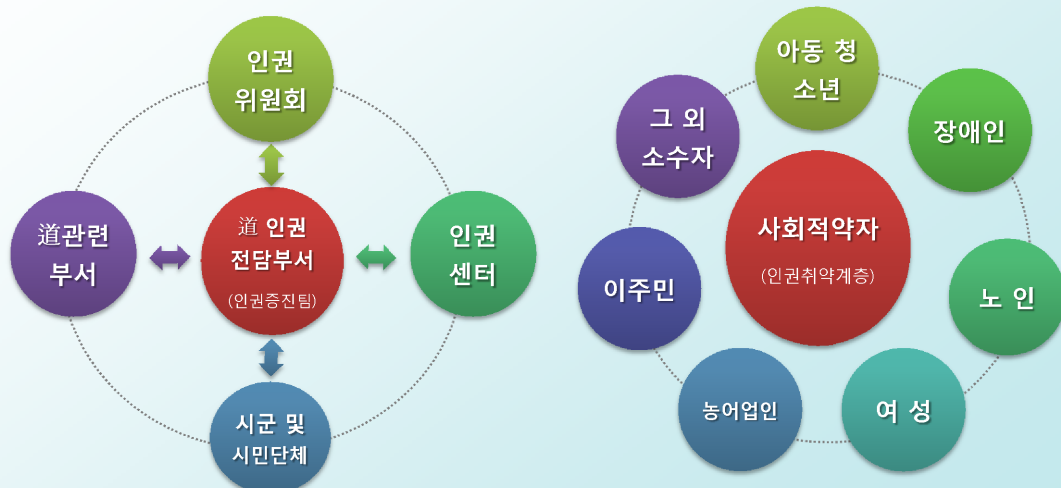 인권
위원회
道관련
부서
道 인권
전담부서
(인권증진팀)
인권
센터
시군 및
시민단체
아동 청
소년
그 외
소수자
장애인
사회적약자
(인권취약계층)
이주민
노 인
농어업인
여 성